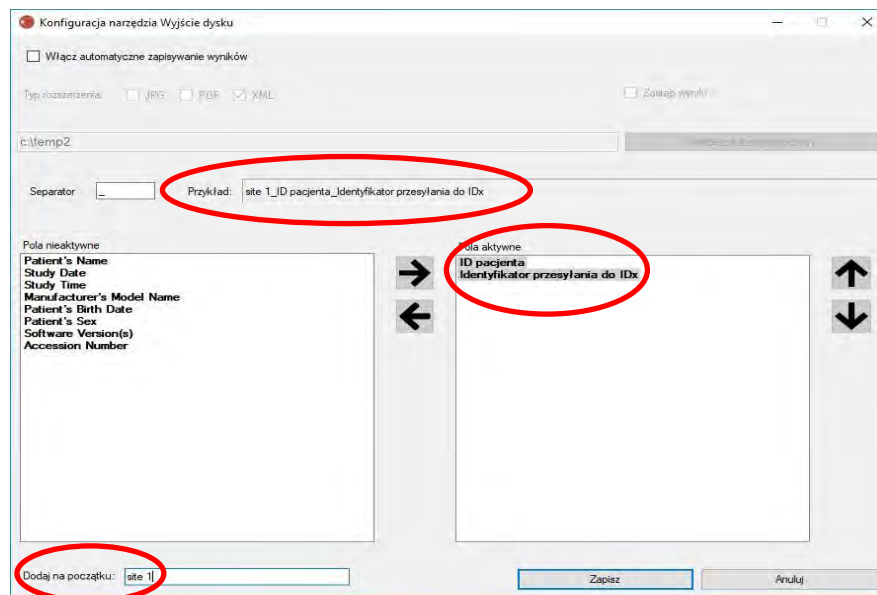 Konfiguracja narzędzia Wyjście dysku
Włącz automatyczne zapisywanie wyników
Typ rozszerzenia: JPG PDF XML
Zastąp wyniki
c:\temp2
Separator _ Przykład: site 1_ID pacjenta_Identyfikator przesyłania do IDx
Pola nieaktywne
Patient's Name
Study Date
Study Time
Manufacturer's Model Name
Patient's Birth Date
Patient's Sex
Software Version(s)
Accession Number
Pola aktywne
ID pacjenta
Identyfikator przesyłania do IDx
Dodaj na początku: site 1
Zapisz
Anuluj